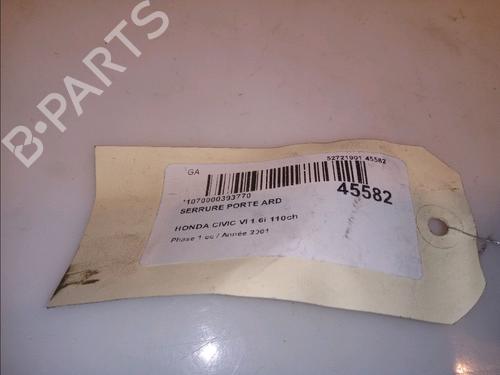 B-PARTS
GA
52721901 45582
*1070000393770
45582
SERRURE PORTE ARD
HONDA CIVIC VI 1.6i 110ch
Phase 1 / Année 2001